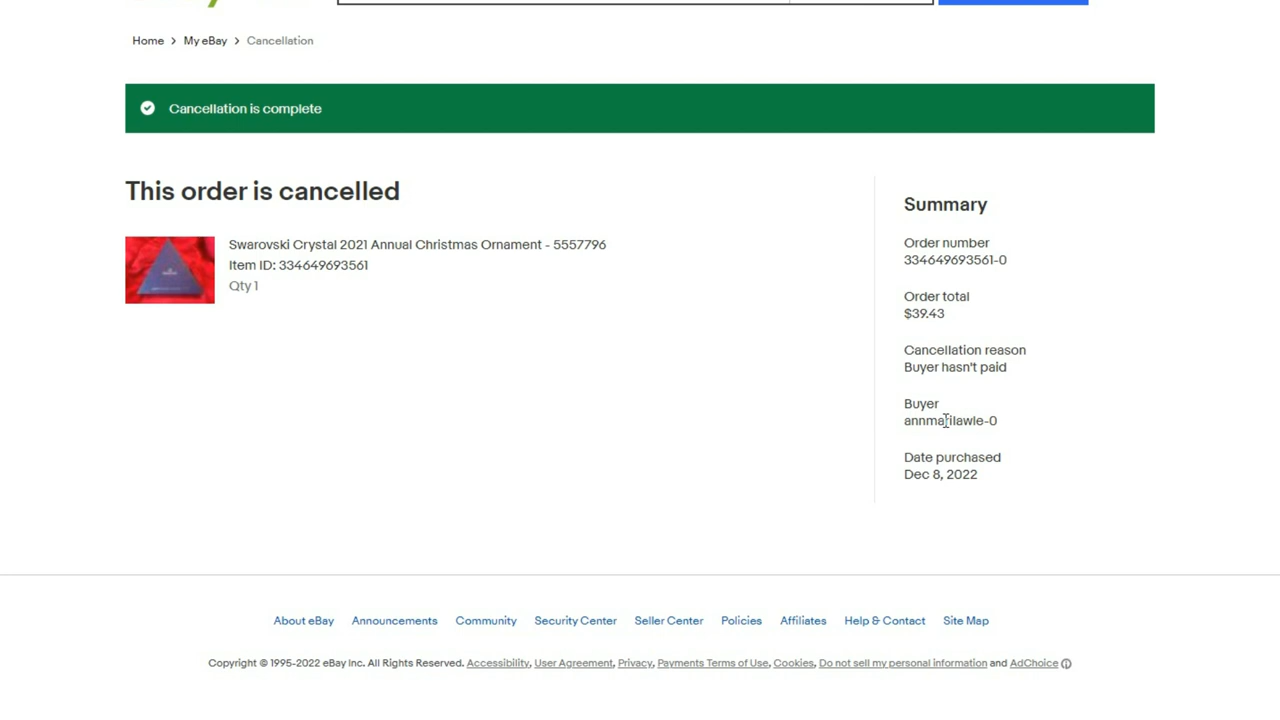 Home > My eBay > Cancellation
Cancellation is complete
This order is cancelled
Swarovski Crystal 2021 Annual Christmas Ornament - 5557796
Item ID: 334649693561
Qty 1
Summary
Order number
334649693561-0
Order total
$39.43
Cancellation reason
Buyer hasn't paid
Buyer
annmarilawle-0
Date purchased
Dec 8, 2022
About eBay Announcements Community Security Center Seller Center Policies Affiliates Help & Contact Site Map
Copyright © 1995-2022 eBay Inc. All Rights Reserved. Accessibility, User Agreement, Privacy, Payments Terms of Use, Cookies, Do not sell my personal information and AdChoice